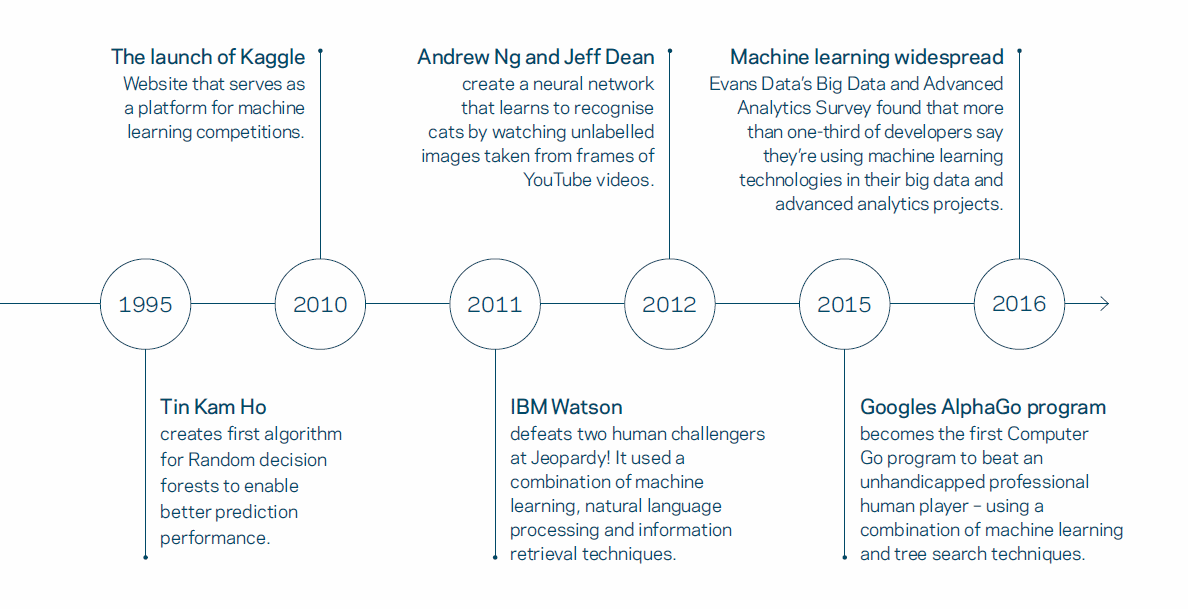 The launch of Kaggle
Website that serves as
a platform for machine
learning competitions.
Andrew Ng and Jeff Dean
create a neural network
that learns to recognise
cats by watching unlabelled
images taken from frames of
YouTube videos.
Machine learning widespread
Evans Data’s Big Data and Advanced
Analytics Survey found that more
than one-third of developers say
they’re using machine learning
technologies in their big data and
advanced analytics projects.
1995
2010
2011
2012
2015
2016
Tin Kam Ho
creates first algorithm
for Random decision
forests to enable
better prediction
performance.
IBM Watson
defeats two human challengers
at Jeopardy! It used a
combination of machine
learning, natural language
processing and information
retrieval techniques.
Googles AlphaGo program
becomes the first Computer
Go program to beat an
unhandicapped professional
human player – using a
combination of machine learning
and tree search techniques.